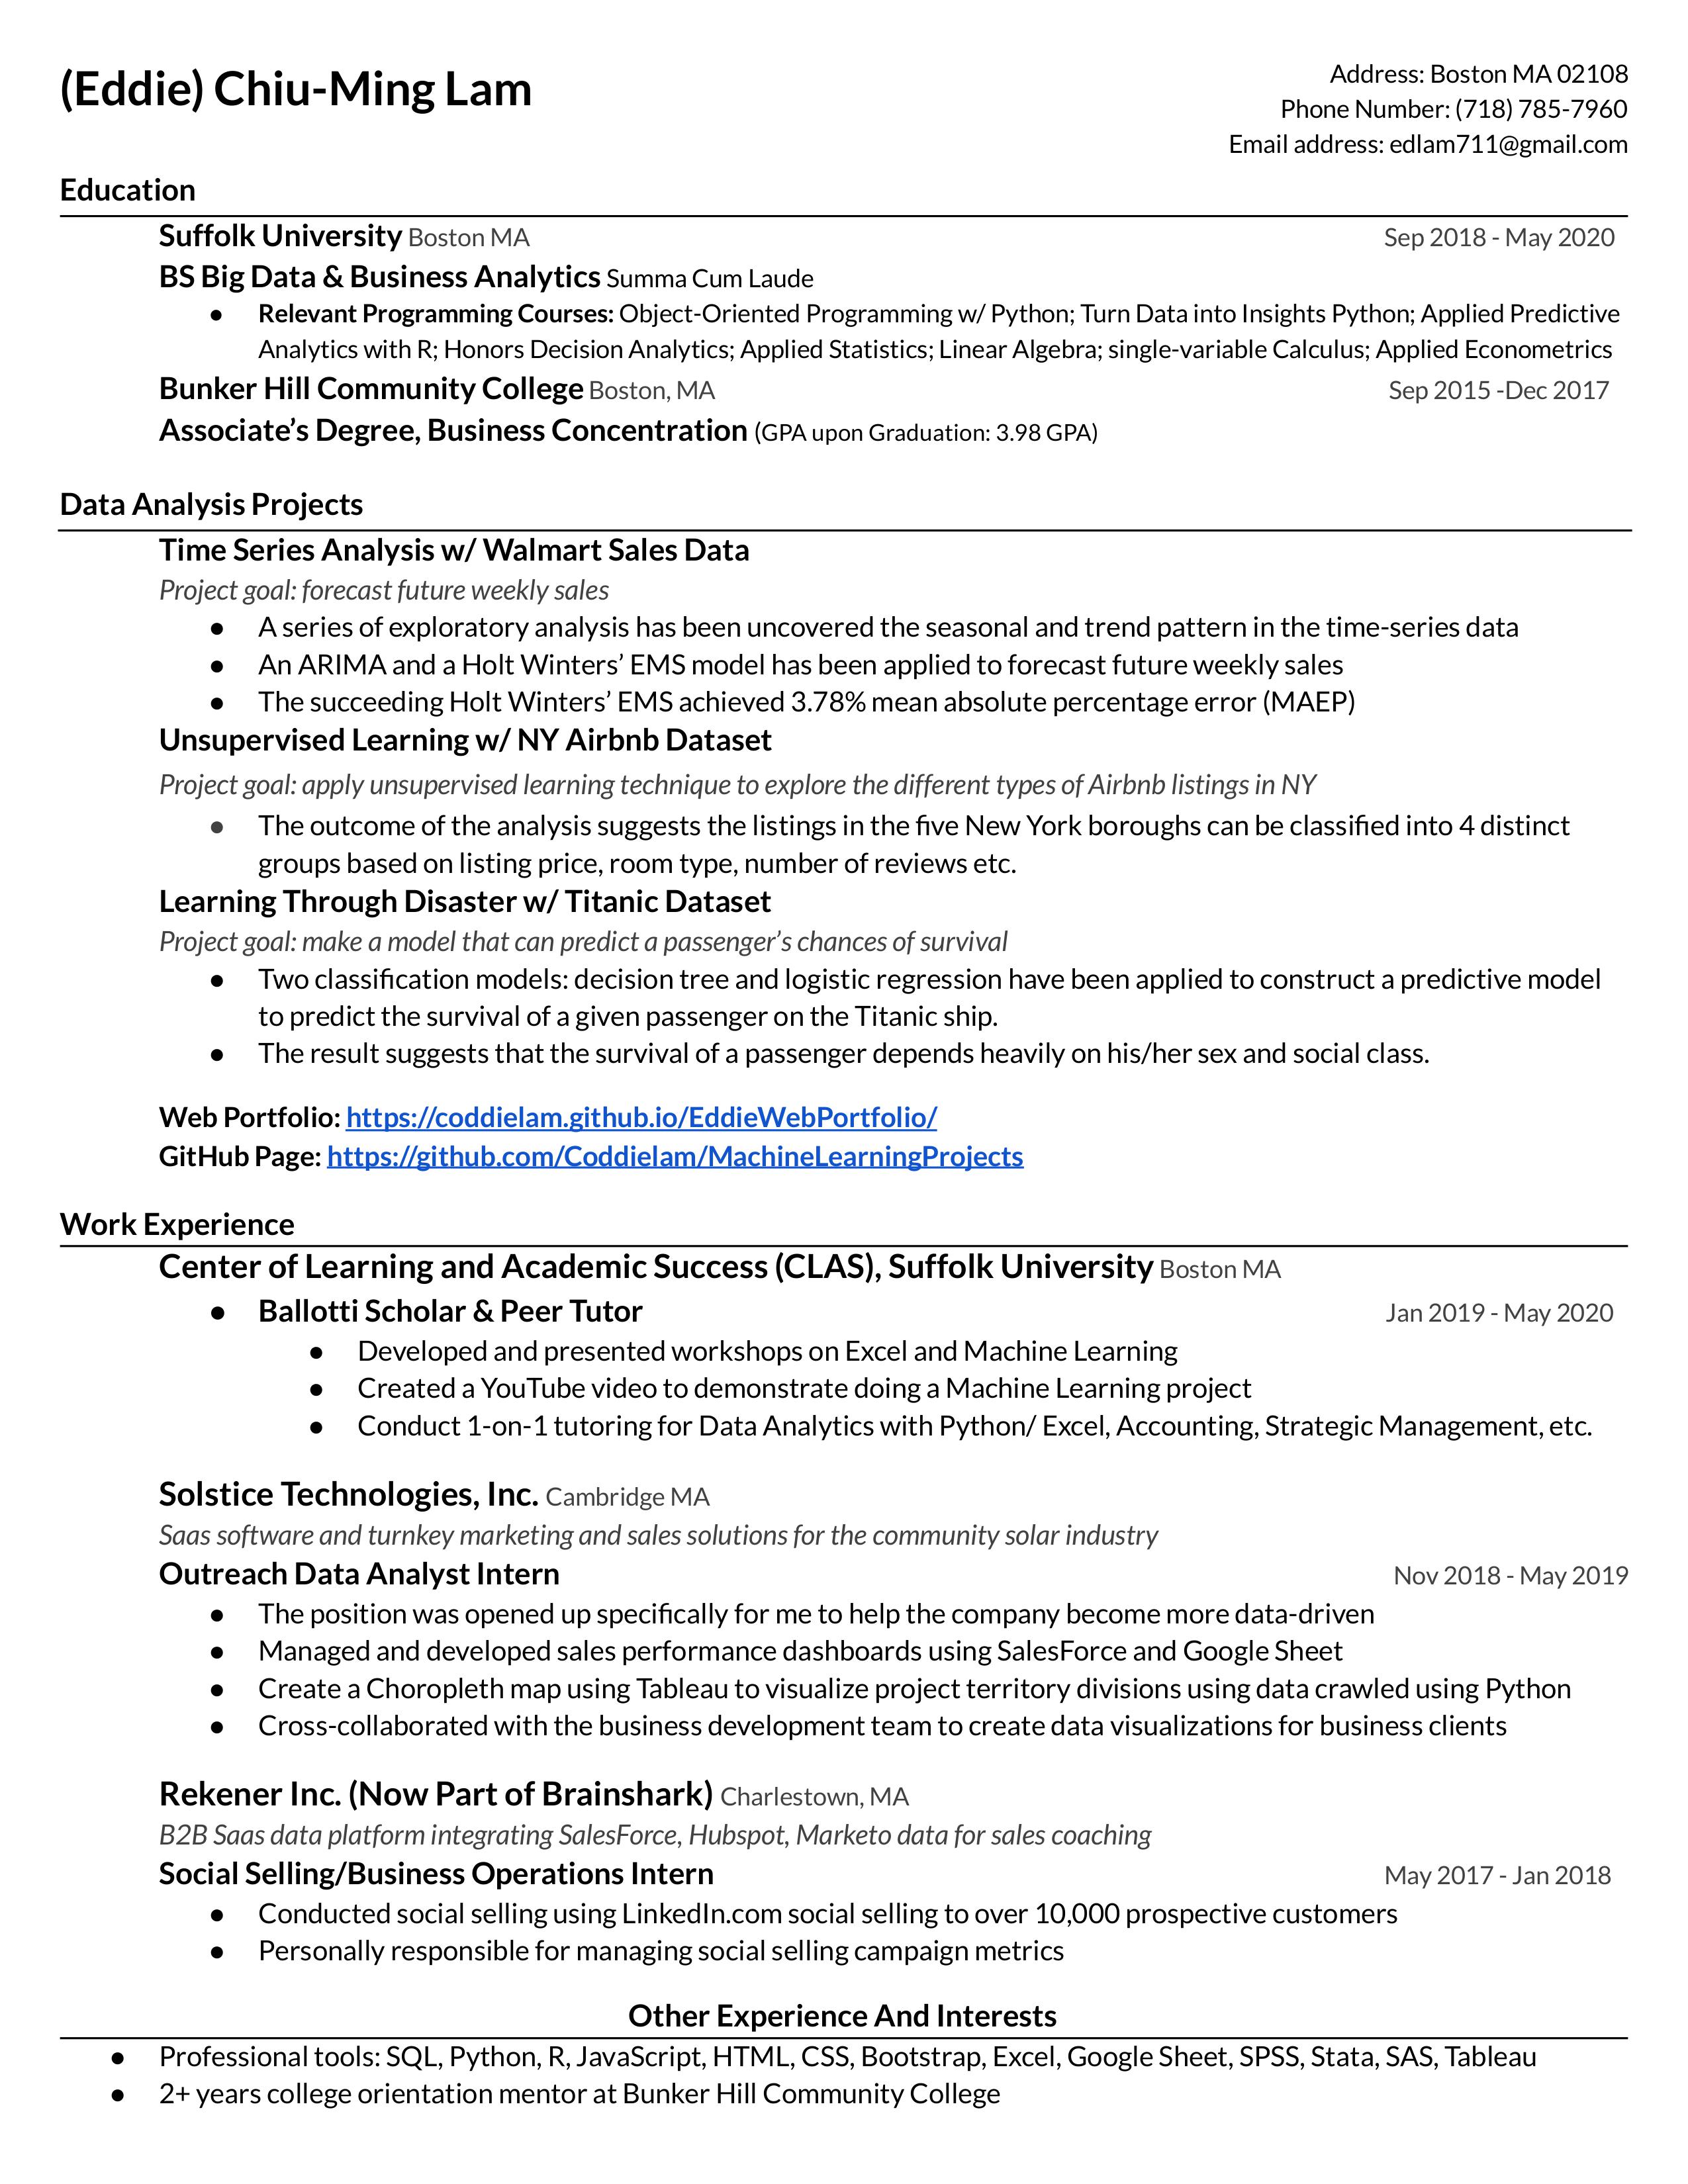 (Eddie) Chiu-Ming Lam
Address: Boston MA 02108
Phone Number: (718) 785-7960
Email address: edlam711@gmail.com
Education
Suffolk University Boston MA Sep 2018 - May 2020
BS Big Data & Business Analytics Summa Cum Laude
● Relevant Programming Courses: Object-Oriented Programming w/ Python; Turn Data into Insights Python; Applied Predictive
Analytics with R; Honors Decision Analytics; Applied Statistics; Linear Algebra; single-variable Calculus; Applied Econometrics
Bunker Hill Community College Boston, MA Sep 2015 -Dec 2017
Associate’s Degree, Business Concentration (GPA upon Graduation: 3.98 GPA)
Data Analysis Projects
Time Series Analysis w/ Walmart Sales Data
Project goal: forecast future weekly sales
● A series of exploratory analysis has been uncovered the seasonal and trend pattern in the time-series data
● An ARIMA and a Holt Winters’ EMS model has been applied to forecast future weekly sales
● The succeeding Holt Winters’ EMS achieved 3.78% mean absolute percentage error (MAEP)
Unsupervised Learning w/ NY Airbnb Dataset
Project goal: apply unsupervised learning technique to explore the different types of Airbnb listings in NY
● The outcome of the analysis suggests the listings in the five New York boroughs can be classified into 4 distinct
groups based on listing price, room type, number of reviews etc.
Learning Through Disaster w/ Titanic Dataset
Project goal: make a model that can predict a passenger’s chances of survival
● Two classification models: decision tree and logistic regression have been applied to construct a predictive model
to predict the survival of a given passenger on the Titanic ship.
● The result suggests that the survival of a passenger depends heavily on his/her sex and social class.
Web Portfolio: https://coddielam.github.io/EddieWebPortfolio/
GitHub Page: https://github.com/Coddielam/MachineLearningProjects
Work Experience
Center of Learning and Academic Success (CLAS), Suffolk University Boston MA
● Ballotti Scholar & Peer Tutor Jan 2019 - May 2020
● Developed and presented workshops on Excel and Machine Learning
● Created a YouTube video to demonstrate doing a Machine Learning project
● Conduct 1-on-1 tutoring for Data Analytics with Python/ Excel, Accounting, Strategic Management, etc.
Solstice Technologies, Inc. Cambridge MA
Saas software and turnkey marketing and sales solutions for the community solar industry
Outreach Data Analyst Intern Nov 2018 - May 2019
● The position was opened up specifically for me to help the company become more data-driven
● Managed and developed sales performance dashboards using SalesForce and Google Sheet
● Create a Choropleth map using Tableau to visualize project territory divisions using data crawled using Python
● Cross-collaborated with the business development team to create data visualizations for business clients
Rekener Inc. (Now Part of Brainshark) Charlestown, MA
B2B Saas data platform integrating SalesForce, Hubspot, Marketo data for sales coaching
Social Selling/Business Operations Intern May 2017 - Jan 2018
● Conducted social selling using LinkedIn.com social selling to over 10,000 prospective customers
● Personally responsible for managing social selling campaign metrics
Other Experience And Interests
● Professional tools: SQL, Python, R, JavaScript, HTML, CSS, Bootstrap, Excel, Google Sheet, SPSS, Stata, SAS, Tableau
● 2+ years college orientation mentor at Bunker Hill Community College